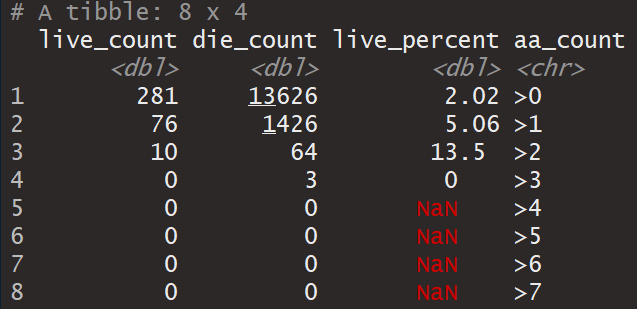 # A tibble: 8 x 4
live_count die_count live_percent aa_count
<dbl> <dbl> <dbl> <chr>
1 281 13626 2.02 >0
2 76 1426 5.06 >1
3 10 64 13.5 >2
4 0 3 0 >3
5 0 0 NaN >4
6 0 0 NaN >5
7 0 0 NaN >6
8 0 0 NaN >7